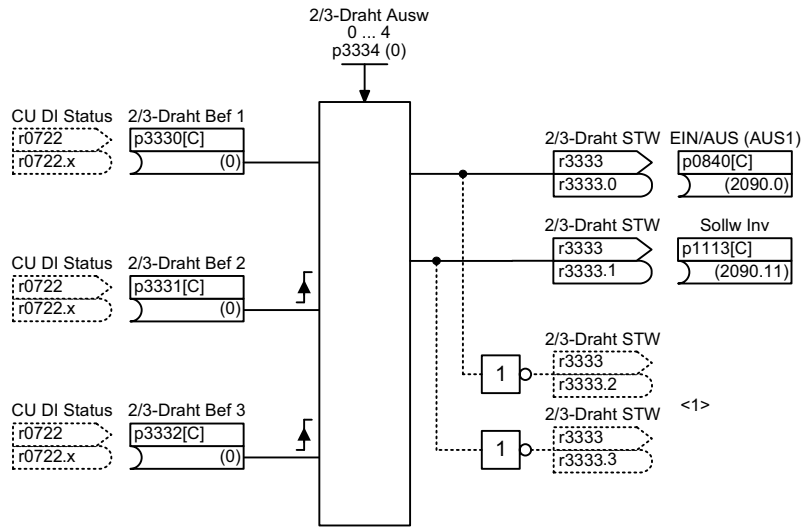 2/3-Draht Ausw
0 ... 4
p3334 (0)
CU DI Status
r0722
r0722.x
2/3-Draht Bef 1
p3330[C]
(0)
2/3-Draht STW
r3333
r3333.0
EIN/AUS (AUS1)
p0840[C]
(2090.0)
2/3-Draht STW
r3333
r3333.1
Sollw Inv
p1113[C]
(2090.11)
CU DI Status
r0722
r0722.x
2/3-Draht Bef 2
p3331[C]
(0)
1
2/3-Draht STW
r3333
r3333.2
<1>
CU DI Status
r0722
r0722.x
2/3-Draht Bef 3
p3332[C]
(0)
1
2/3-Draht STW
r3333
r3333.3